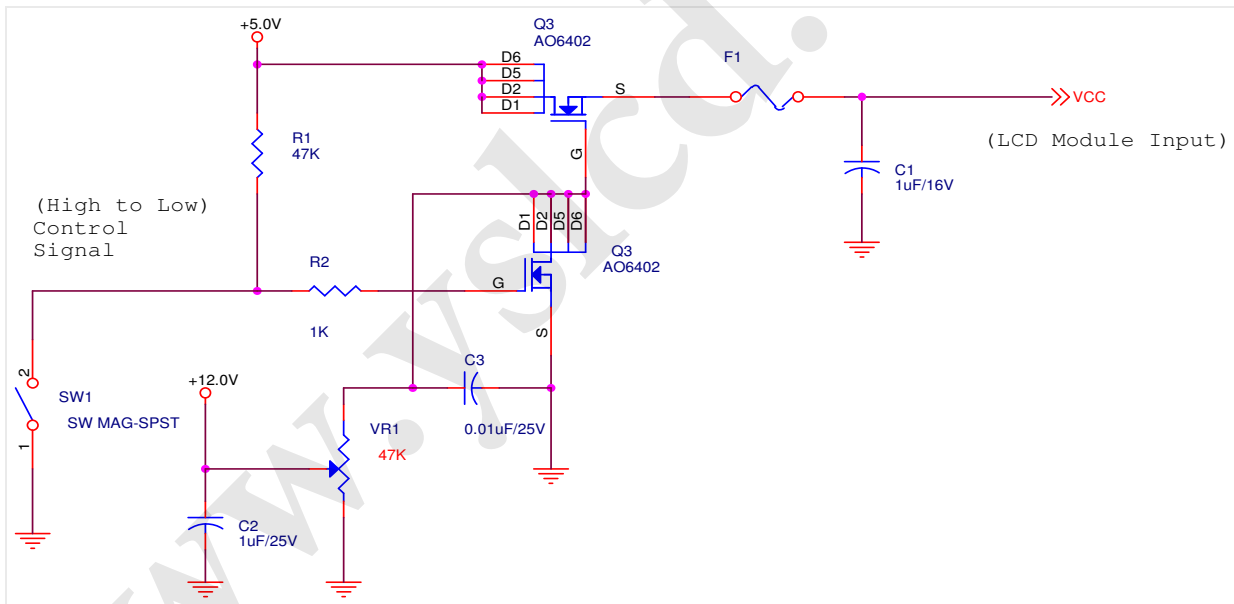 +5.0V
Q3
AO6402
F1
D6
D5
D2
D1
S
VCC
(LCD Module Input)
R1
47K
G
C1
1uF/16V
(High to Low)
Control
Signal
D1
D2
D5
D6
Q3
AO6402
R2
1K
G
S
+12.0V
C3
0.01uF/25V
2
SW1
SW MAG-SPST
1
VR1
47K
C2
1uF/25V
www.yslcd.